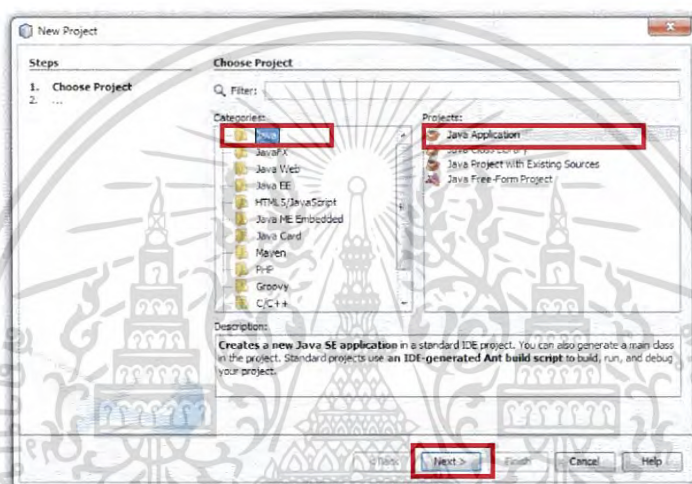 New Project
Steps
1. Choose Project
2. ...
Choose Project
Filter:
Categories:
Java
JavaFX
Java Web
Java EE
HTML5/JavaScript
Java ME Embedded
Java Card
Maven
PHP
Groovy
C/C++
Projects:
Java Application
Java Class Library
Java Project with Existing Sources
Java Free-Form Project
Description:
Creates a new Java SE application in a standard IDE project. You can also generate a main class
in the project. Standard projects use an IDE-generated Ant build script to build, run, and debug
your project.
< Back
Next >
Finish
Cancel
Help